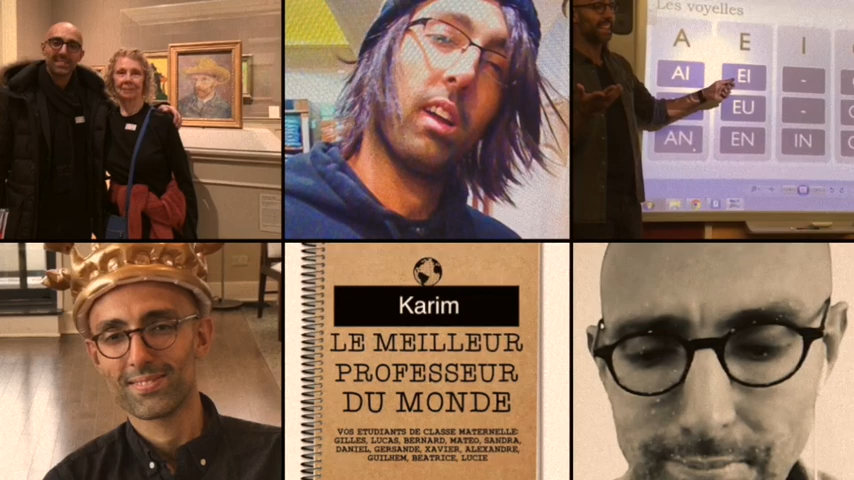 Les voyelles
A E I
AI EI -
EU -
AN EN IN
Karim
LE MEILLEUR
PROFESSEUR
DU MONDE
VOS ETUDIANTS DE CLASSE MATERNELLE:
GILLES, LUCAS, BERNARD, MATEO, SANDRA,
DANIEL, GERSANDE, XAVIER, ALEXANDRE,
GUILHEM, BEATRICE, LUCIE